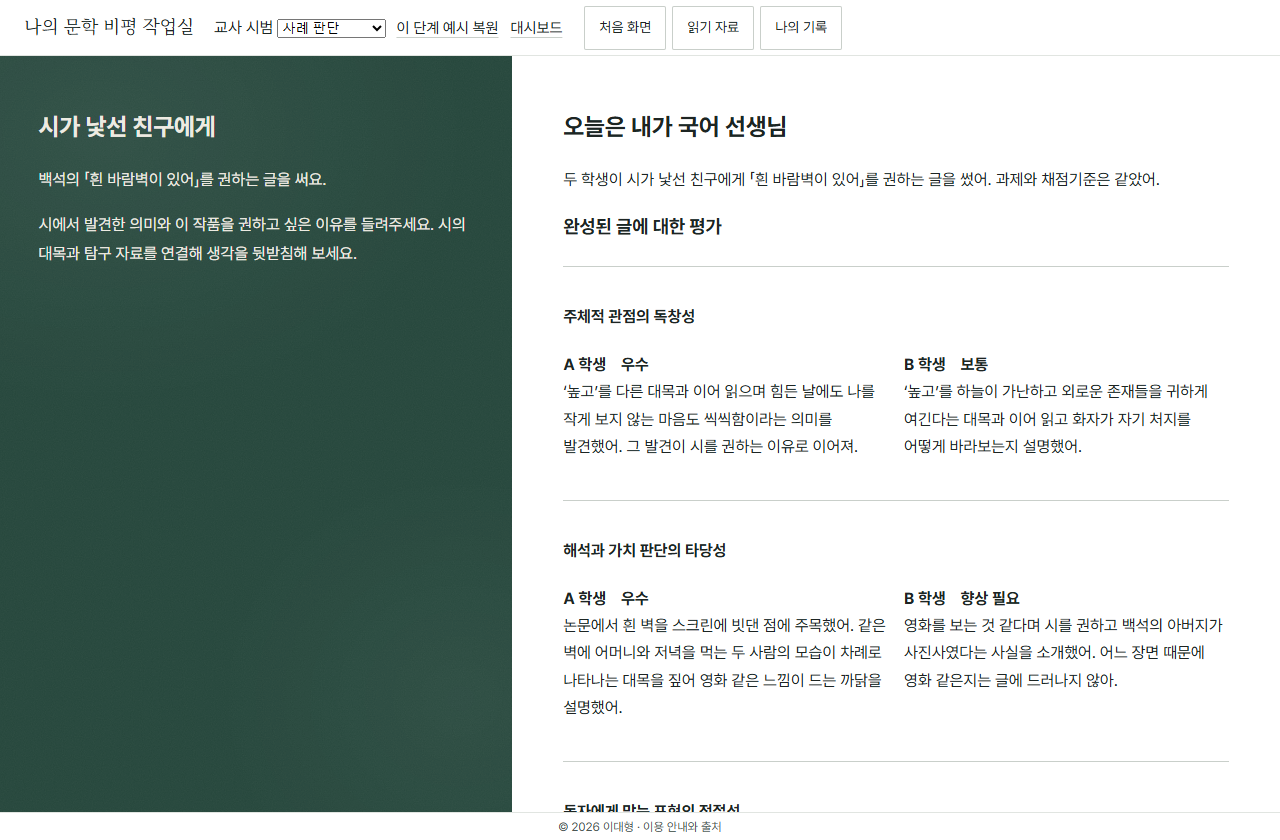 나의 문학 비평 작업실 교사 시범 사례 판단 이 단계 예시 복원 대시보드 처음 화면 읽기 자료 나의 기록
시가 낯선 친구에게
백석의 「흰 바람벽이 있어」를 권하는 글을 써요.
시에서 발견한 의미와 이 작품을 권하고 싶은 이유를 들려주세요. 시의
대목과 탐구 자료를 연결해 생각을 뒷받침해 보세요.
오늘은 내가 국어 선생님
두 학생이 시가 낯선 친구에게 「흰 바람벽이 있어」를 권하는 글을 썼어. 과제와 채점기준은 같았어.
완성된 글에 대한 평가
주체적 관점의 독창성
A 학생 우수
‘높고’를 다른 대목과 이어 읽으며 힘든 날에도 나를
작게 보지 않는 마음도 씩씩함이라는 의미를
발견했어. 그 발견이 시를 권하는 이유로 이어져.
B 학생 보통
‘높고’를 하늘이 가난하고 외로운 존재들을 귀하게
여긴다는 대목과 이어 읽고 화자가 자기 처지를
어떻게 바라보는지 설명했어.
해석과 가치 판단의 타당성
A 학생 우수
논문에서 흰 벽을 스크린에 빗댄 점에 주목했어. 같은
벽에 어머니와 저녁을 먹는 두 사람의 모습이 차례로
나타나는 대목을 짚어 영화 같은 느낌이 드는 까닭을
설명했어.
B 학생 향상 필요
영화를 보는 것 같다며 시를 권하고 백석의 아버지가
사진사였다는 사실을 소개했어. 어느 장면 때문에
영화 같은지는 글에 드러나지 않아.
독자에게 맞는 표현의 적절성
© 2026 이대형 · 이용 안내와 출처